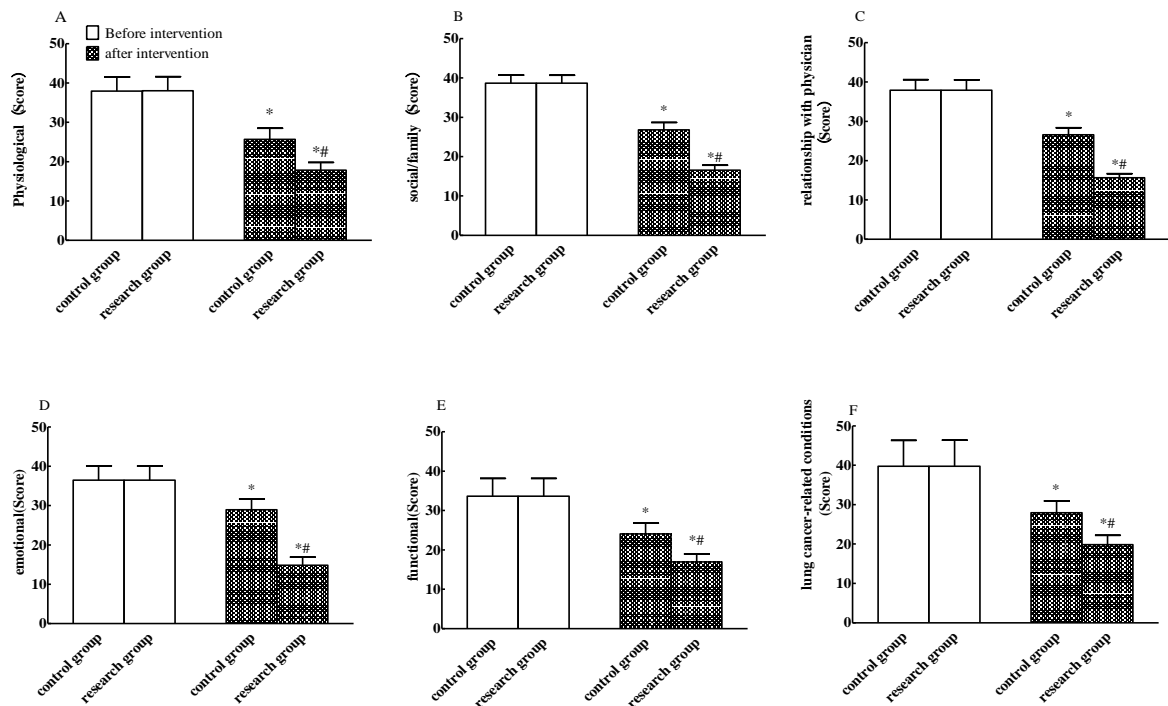 A
Before intervention
after intervention
Physiological (Score)
50
40
30
20
10
0
*
*#
control group
research group
control group
research group
B
social/family (Score)
50
40
30
20
10
0
*
*#
control group
research group
control group
research group
C
relationship with physician
(Score)
50
40
30
20
10
0
*
*#
control group
research group
control group
research group
D
emotional(Score)
50
40
30
20
10
0
*
*#
control group
research group
control group
research group
E
functional(Score)
50
40
30
20
10
0
*
*#
control group
research group
control group
research group
F
lung cancer-related conditions
(Score)
50
40
30
20
10
0
*
*#
control group
research group
control group
research group